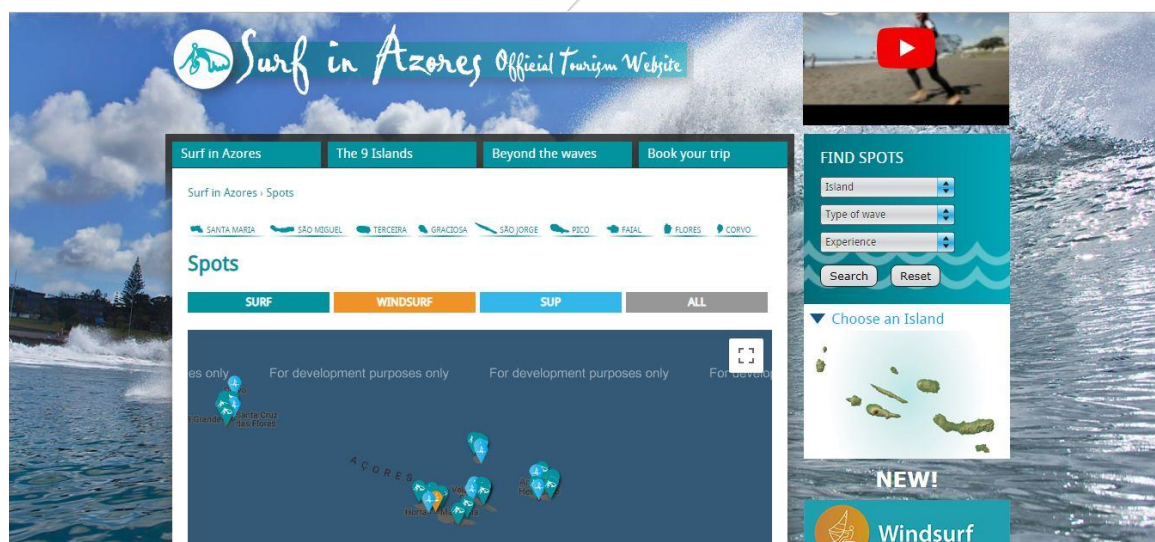 Surf in Azores Official Tourism Website
Surf in Azores
The 9 Islands
Beyond the waves
Book your trip
Surf in Azores › Spots
SANTA MARIA
SÃO MIGUEL
TERCEIRA
GRACIOSA
SÃO JORGE
PICO
FAIAL
FLORES
CORVO
Spots
SURF
WINDSURF
SUP
ALL
es only
For development purposes only
For development purposes only
For develop
Santa Cruz
das Flores
AÇORES
FIND SPOTS
Island
Type of wave
Experience
Search
Reset
Choose an Island
NEW!
Windsurf